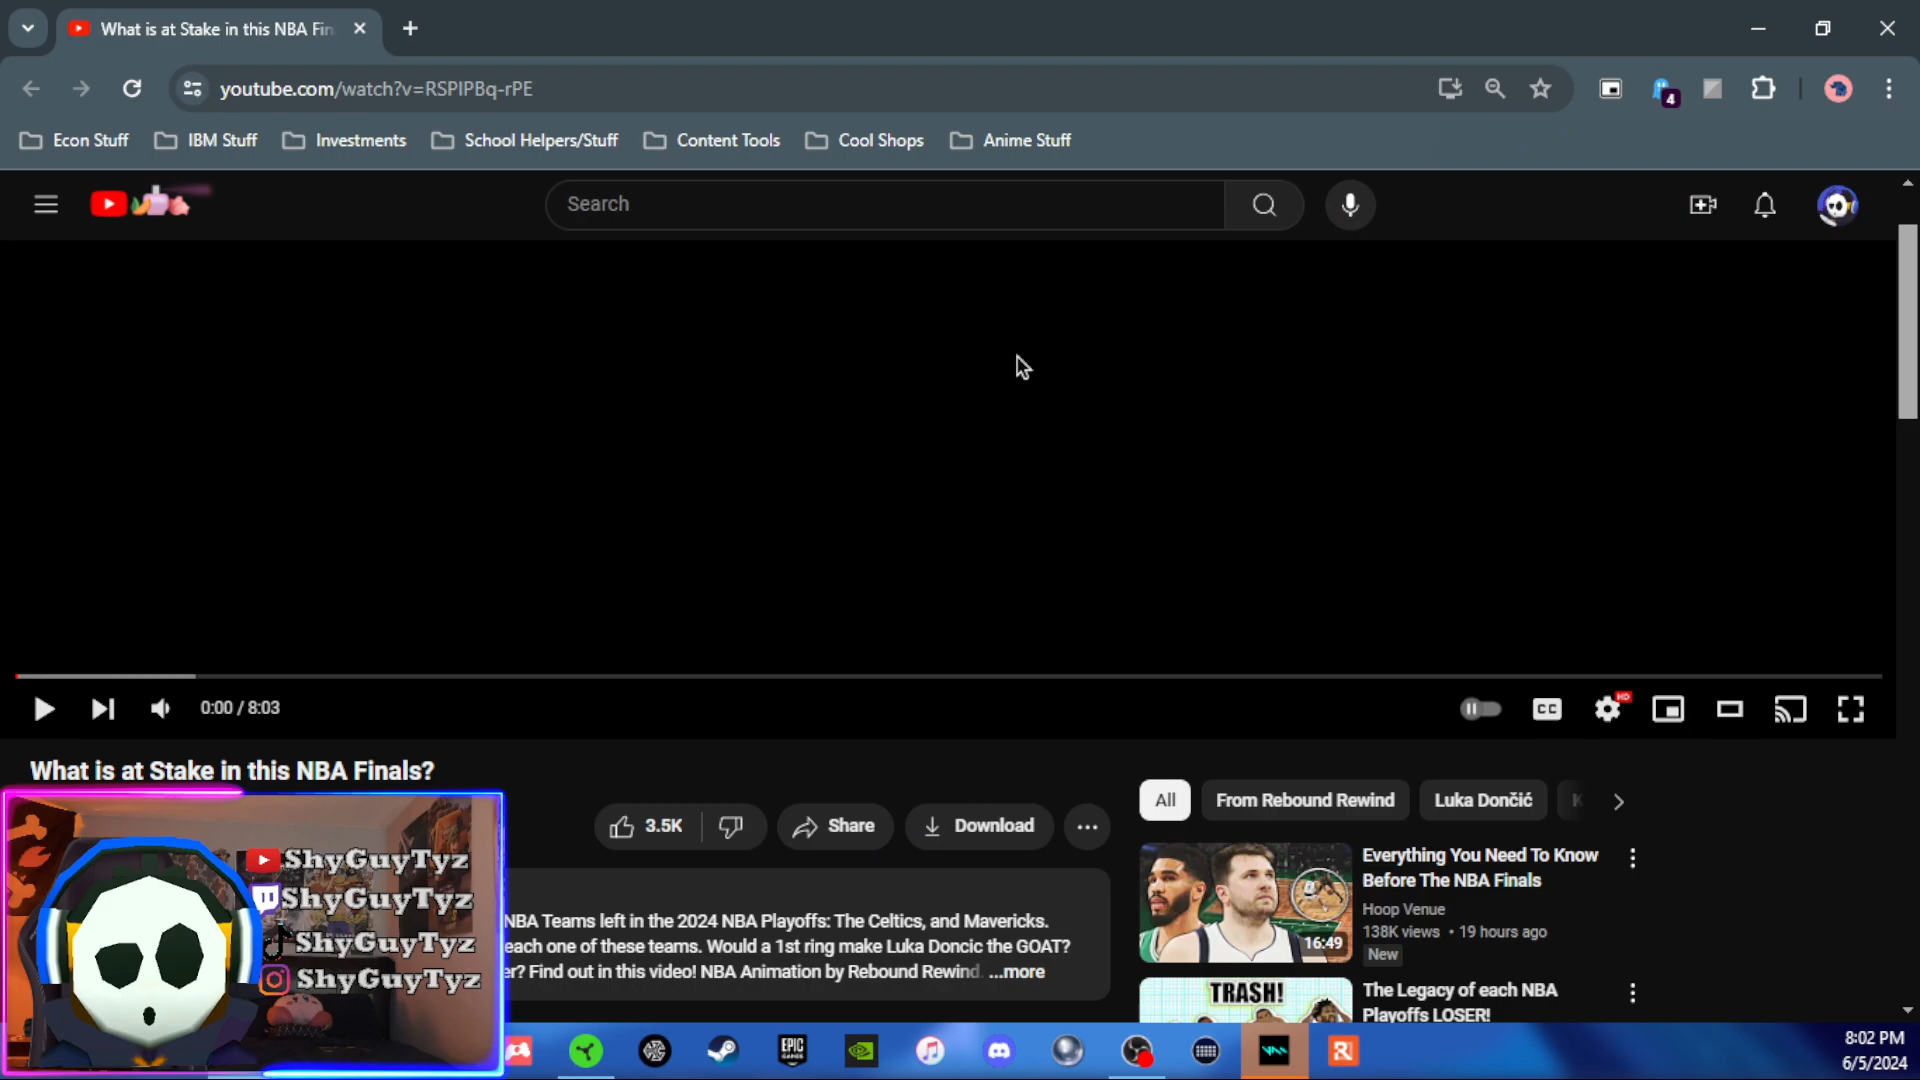 What is at Stake in this NBA Fin
youtube.com/watch?v=RSPIPBq-rPE
4
Econ Stuff
IBM Stuff
Investments
School Helpers/Stuff
Content Tools
Cool Shops
Anime Stuff
Search
0:00 / 8:03
CC
HD
What is at Stake in this NBA Finals?
3.5K
Share
Download
All
From Rebound Rewind
Luka Dončić
K
NBA Teams left in the 2024 NBA Playoffs: The Celtics, and Mavericks.
each one of these teams. Would a 1st ring make Luka Doncic the GOAT?
er? Find out in this video! NBA Animation by Rebound Rewind. ...more
ShyGuyTyz
ShyGuyTyz
ShyGuyTyz
ShyGuyTyz
16:49
Everything You Need To Know
Before The NBA Finals
Hoop Venue
138K views • 19 hours ago
New
TRASH!
The Legacy of each NBA
Playoffs LOSER!
EPIC
GAMES
8:02 PM
6/5/2024